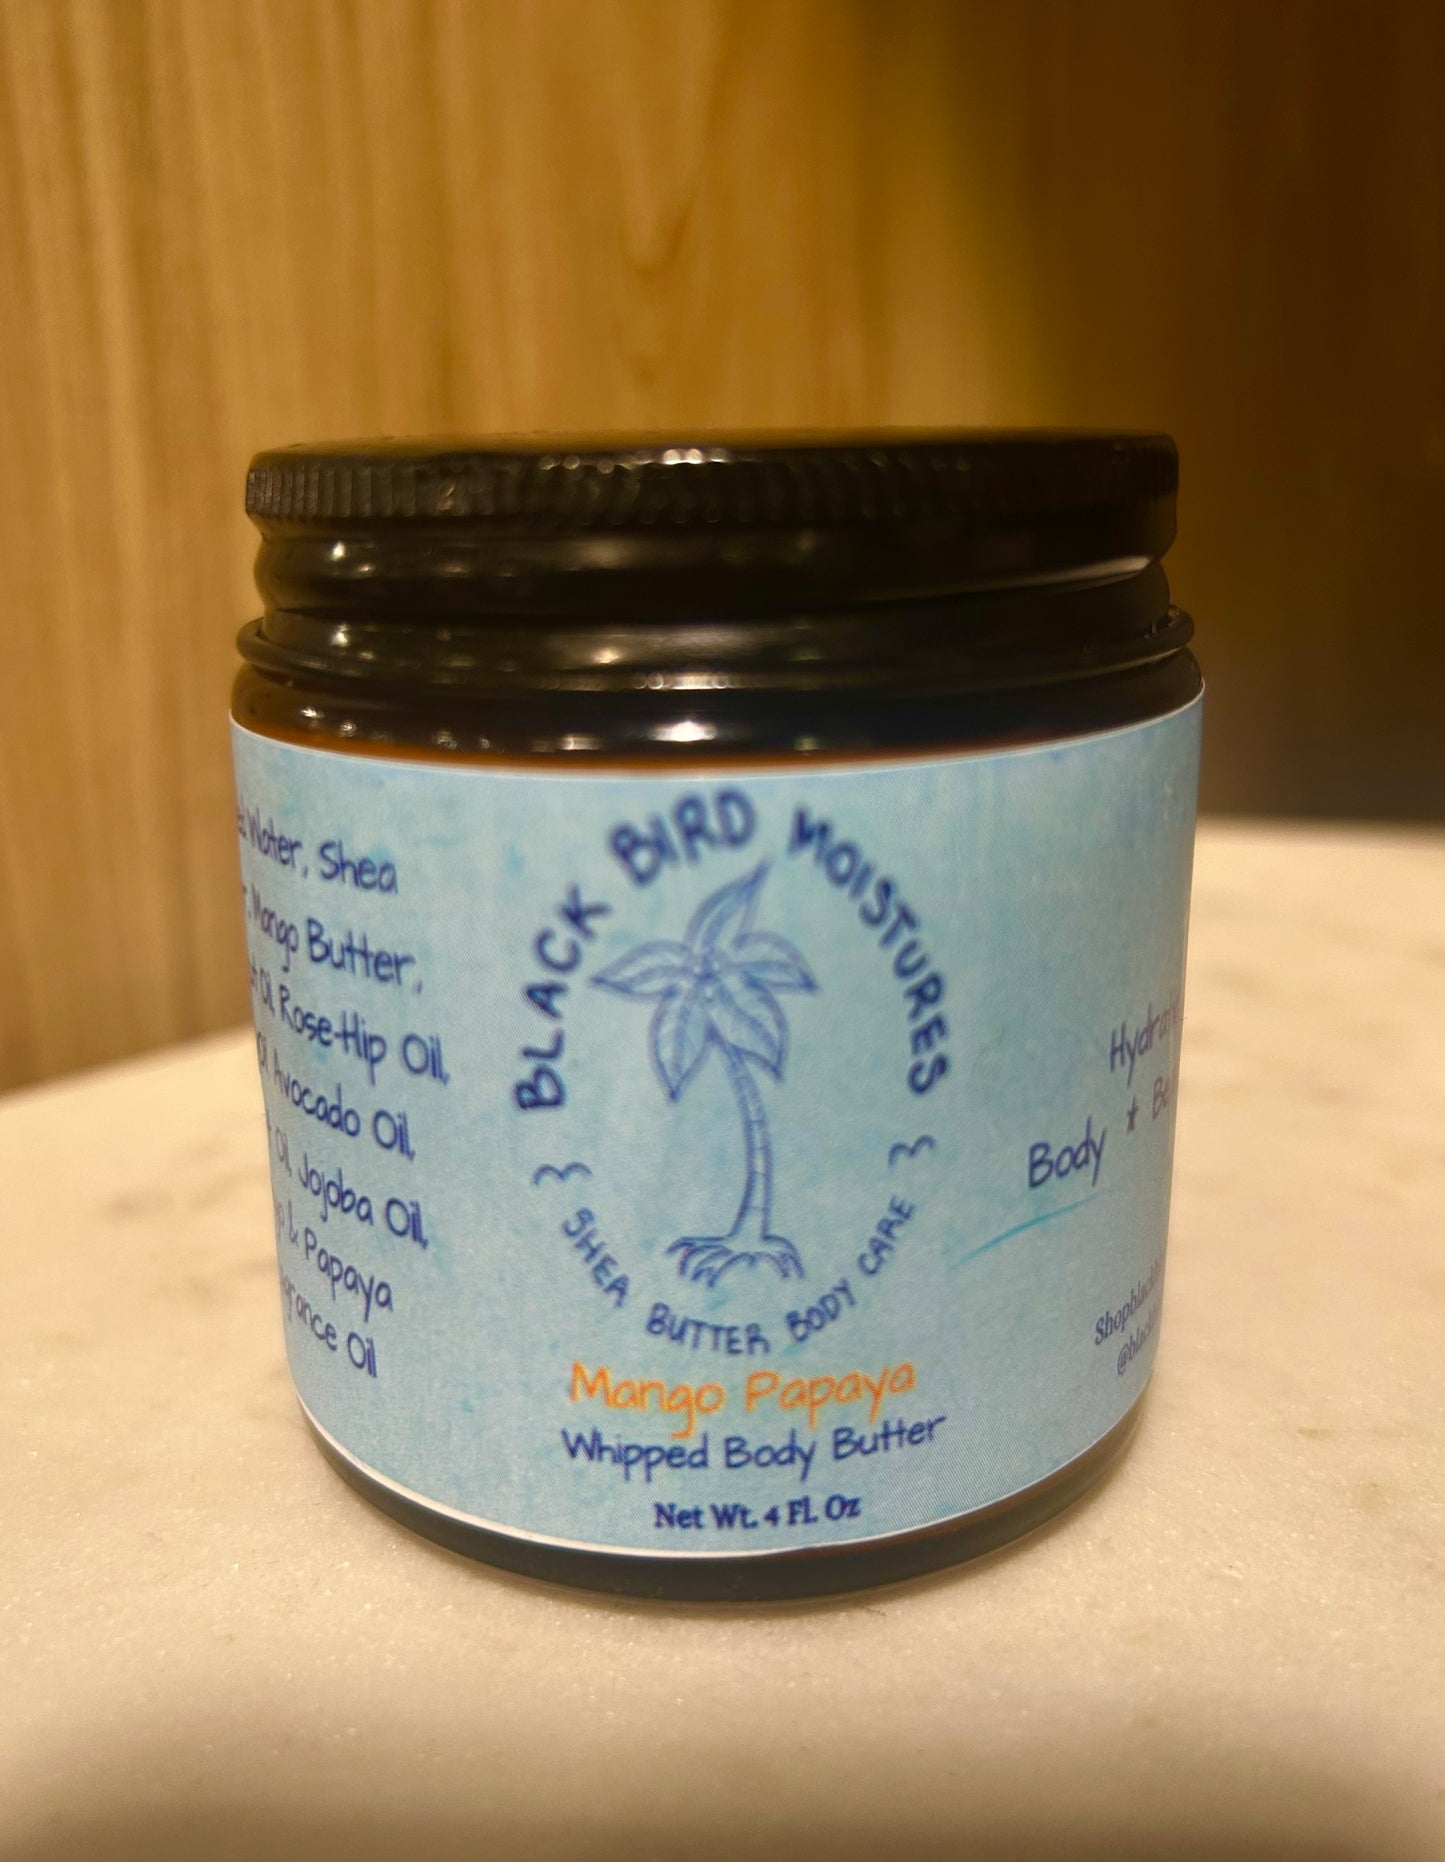 Water, Shea
Mango Butter,
Oil, Rose-Hip Oil,
Avocado Oil,
Oil, Jojoba Oil,
& Papaya
Oil
BLACK BIRD MOISTURES
SHEA BUTTER BODY CARE
Mango Papaya
Whipped Body Butter
Net Wt. 4 Fl. Oz
Body *